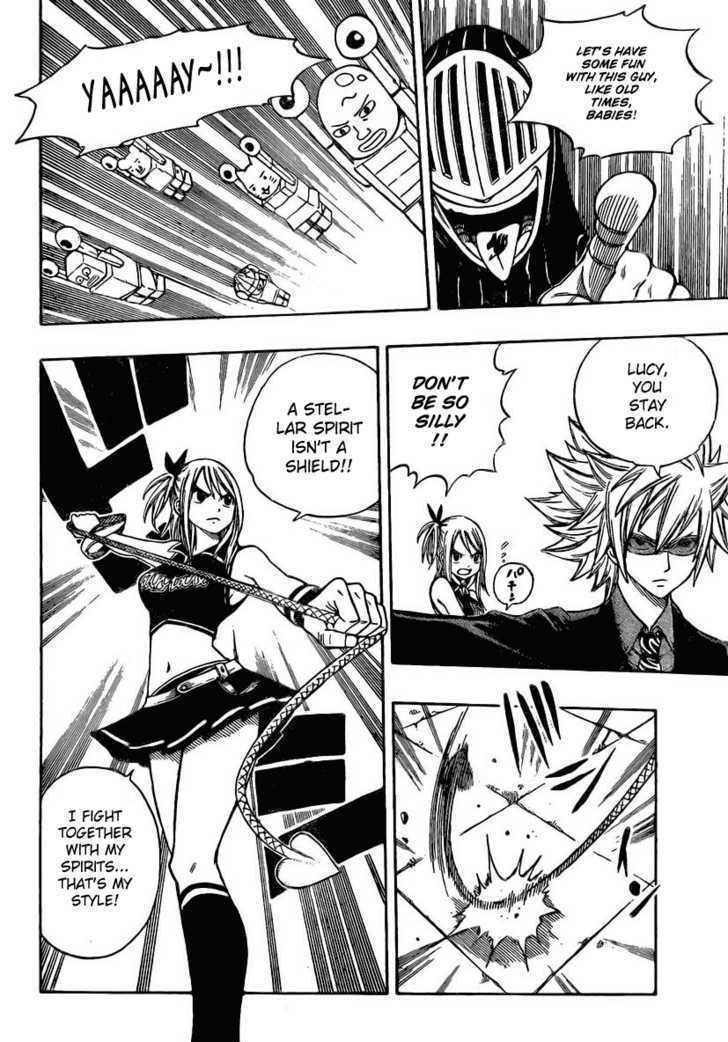 LET'S HAVE
SOME FUN
WITH THIS GUY,
LIKE OLD
TIMES,
BABIES!
YAAAAAY~!!!
LUCY,
YOU
STAY
BACK.
DON'T
BE SO
SILLY
!!
A STEL-
LAR SPIRIT
ISN'T A
SHIELD!!
I FIGHT
TOGETHER
WITH MY
SPIRITS...
THAT'S MY
STYLE!